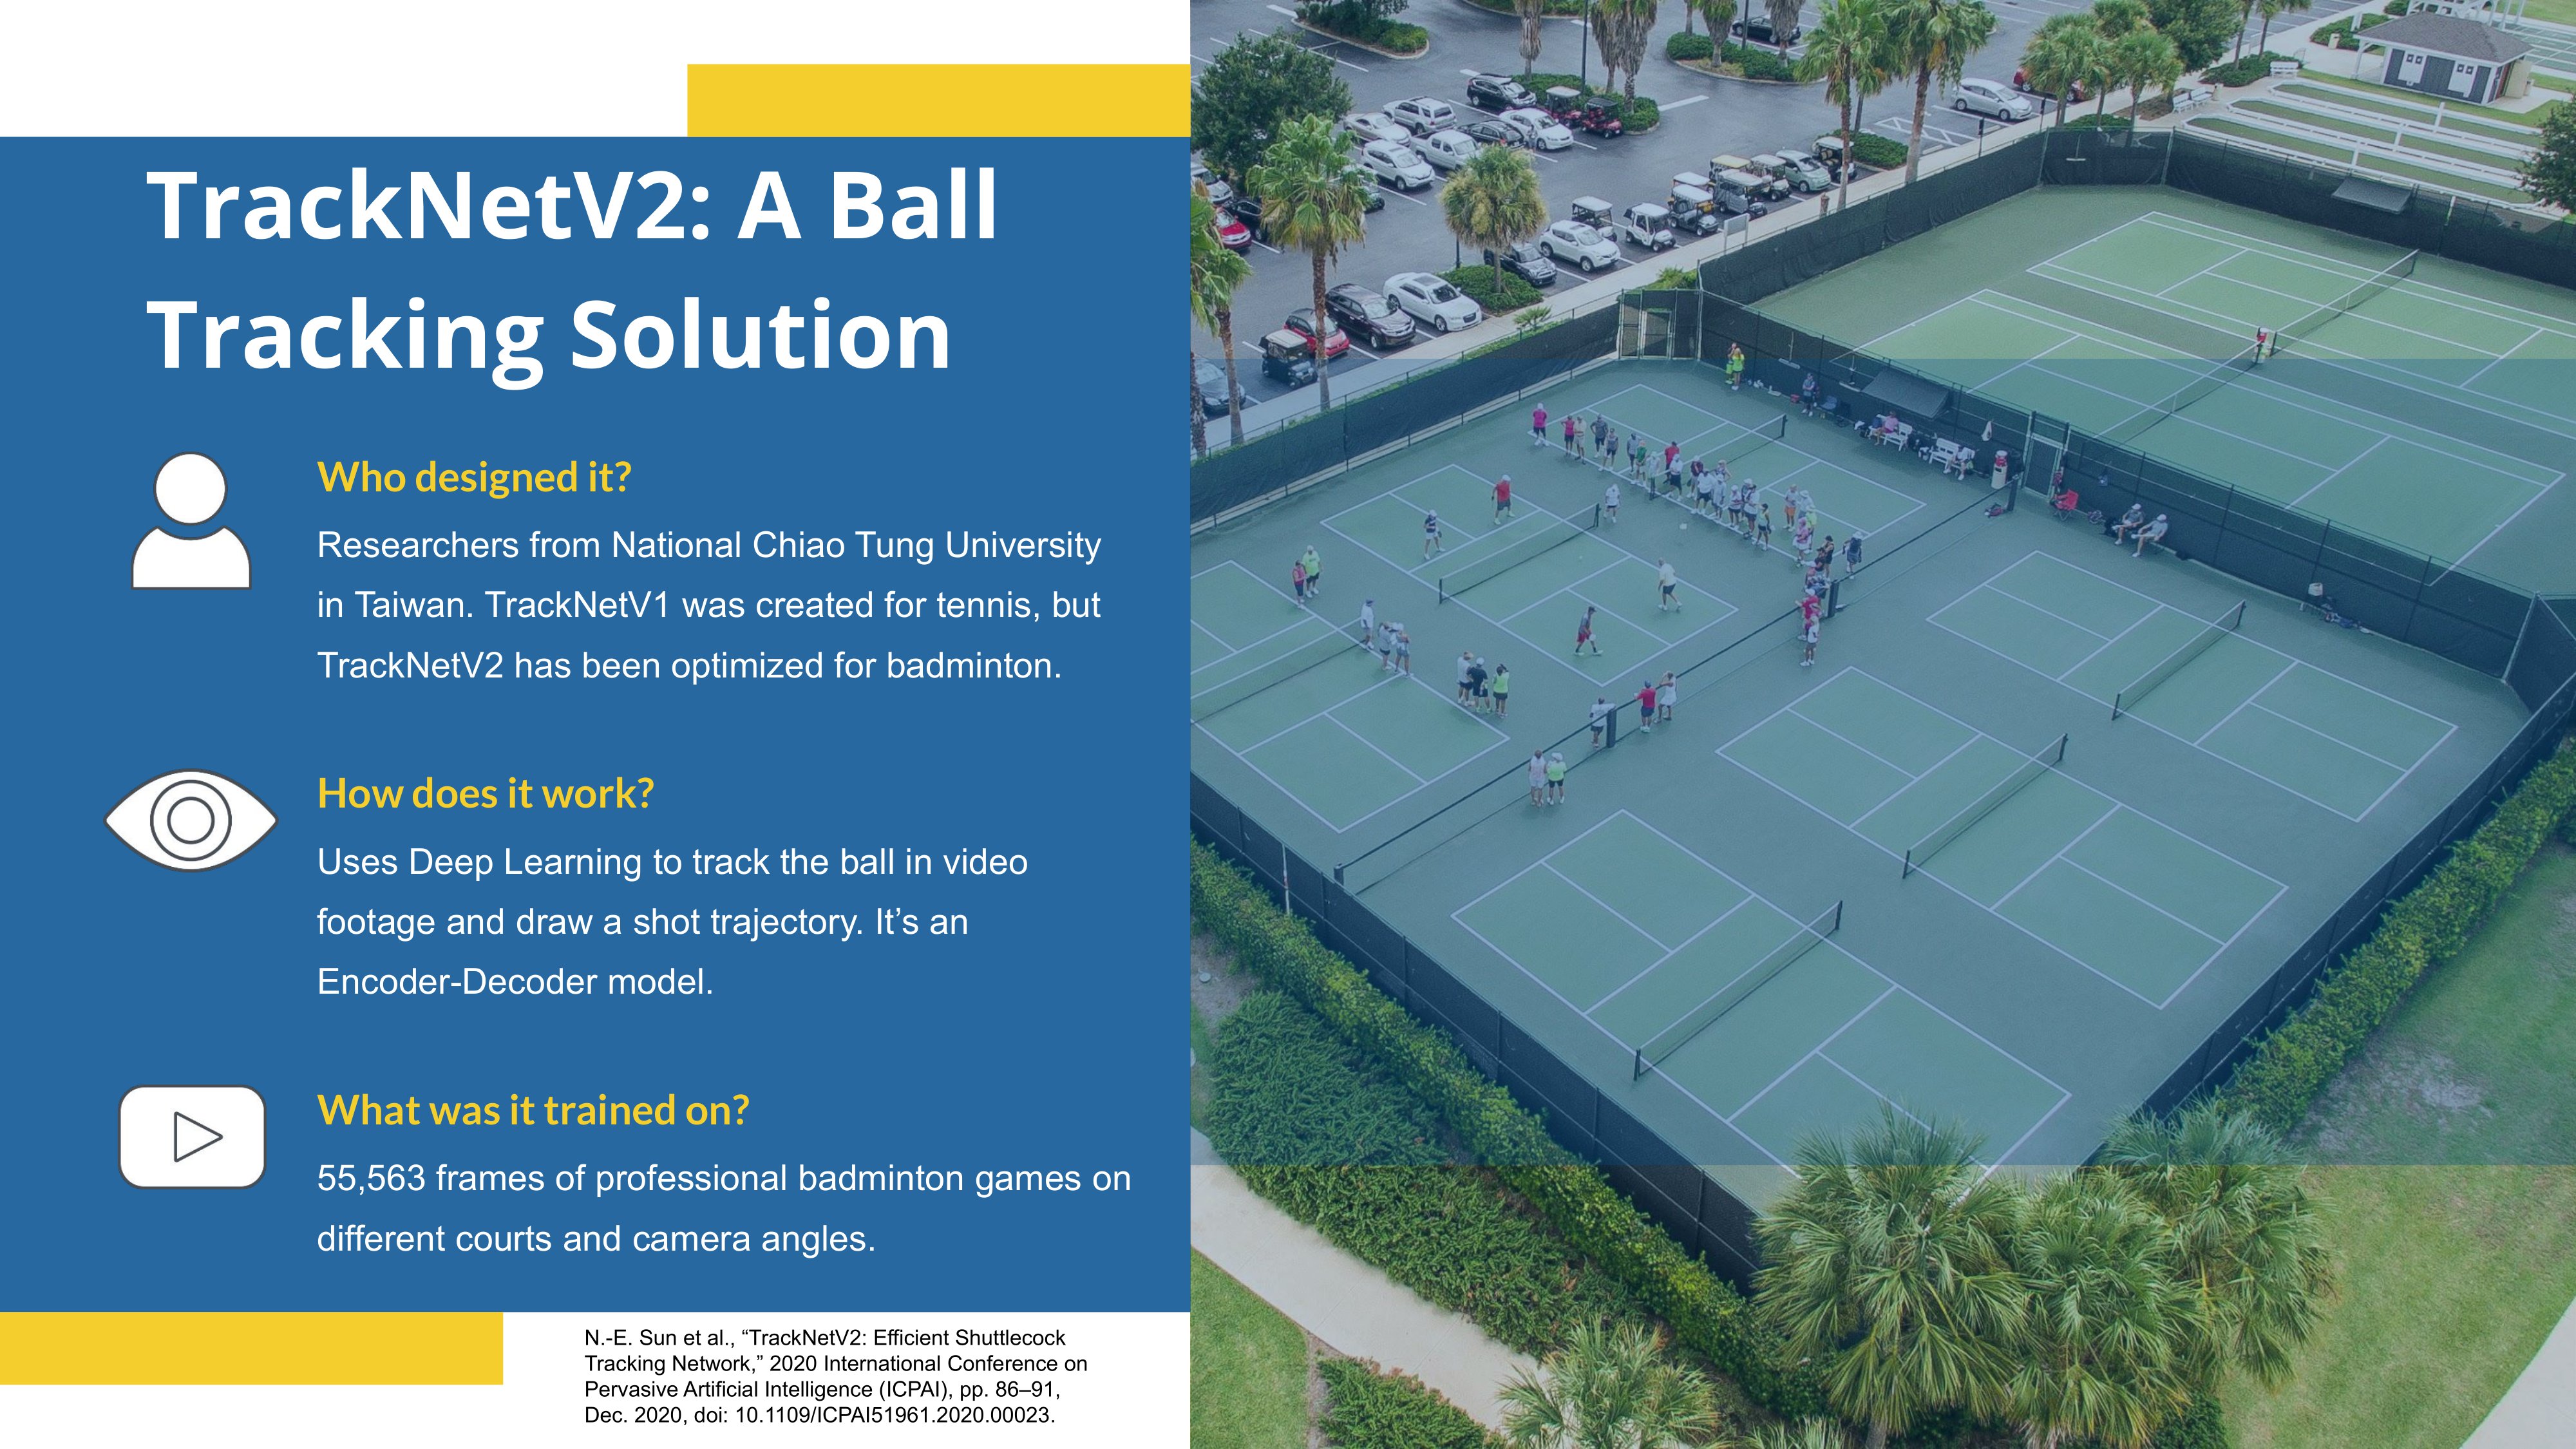 TrackNetV2: A Ball
Tracking Solution
Who designed it?
Researchers from National Chiao Tung University
in Taiwan. TrackNetV1 was created for tennis, but
TrackNetV2 has been optimized for badminton.
How does it work?
Uses Deep Learning to track the ball in video
footage and draw a shot trajectory. It’s an
Encoder-Decoder model.
What was it trained on?
55,563 frames of professional badminton games on
different courts and camera angles.
N.-E. Sun et al., “TrackNetV2: Efficient Shuttlecock
Tracking Network,” 2020 International Conference on
Pervasive Artificial Intelligence (ICPAI), pp. 86–91,
Dec. 2020, doi: 10.1109/ICPAI51961.2020.00023.